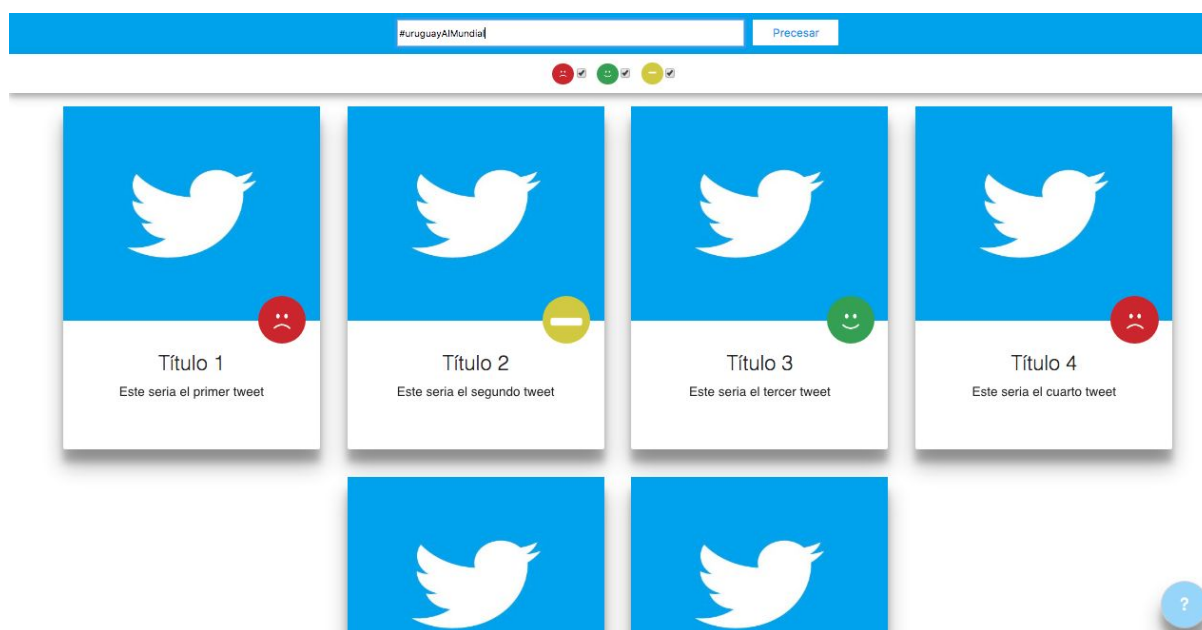 #uruguayAlMundial
Precesar
Título 1
Este seria el primer tweet
Título 2
Este seria el segundo tweet
Título 3
Este seria el tercer tweet
Título 4
Este seria el cuarto tweet
?